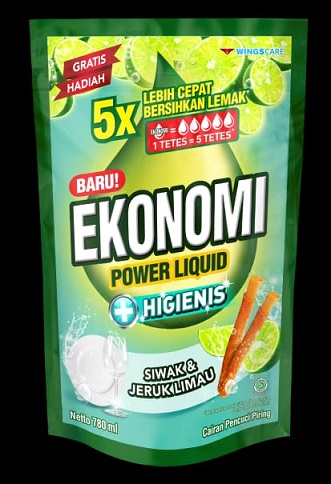 GRATIS
HADIAH
WINGSCARE
5X
LEBIH CEPAT
BERSIHKAN LEMAK*
1 TETES = 5 TETES*
BARU!
EKONOMI
POWER LIQUID
+ HIGIENIS
SIWAK &
JERUK LIMAU
Netto 780 ml
Cairan Pencuci Piring